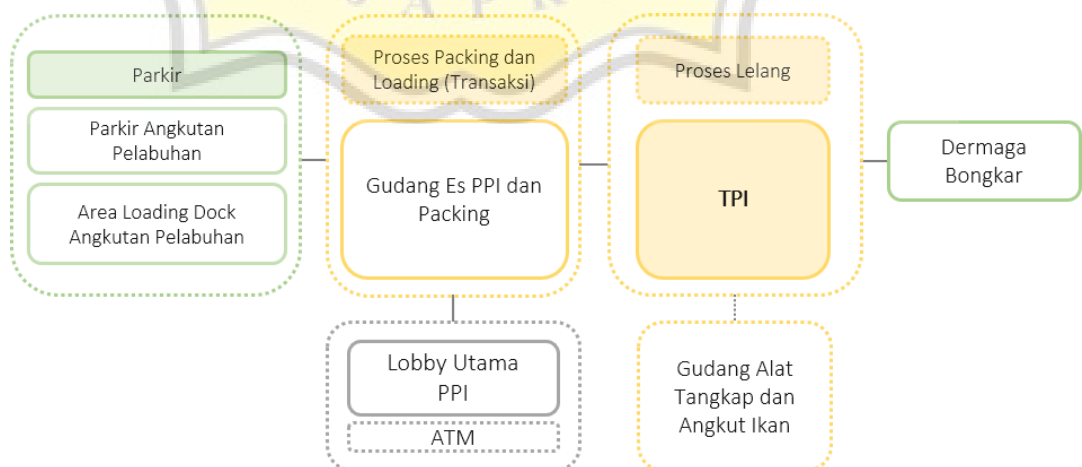 Parkir
Parkir Angkutan
Pelabuhan
Area Loading Dock
Angkutan Pelabuhan
Proses Packing dan
Loading (Transaksi)
Gudang Es PPI dan
Packing
Lobby Utama
PPI
ATM
Proses Lelang
TPI
Gudang Alat
Tangkap dan
Angkut Ikan
Dermaga
Bongkar